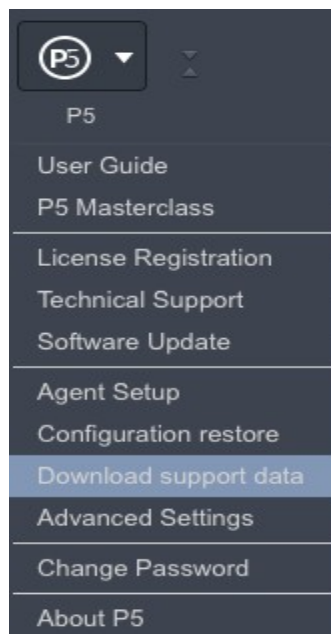 P5
P5
User Guide
P5 Masterclass
License Registration
Technical Support
Software Update
Agent Setup
Configuration restore
Download support data
Advanced Settings
Change Password
About P5